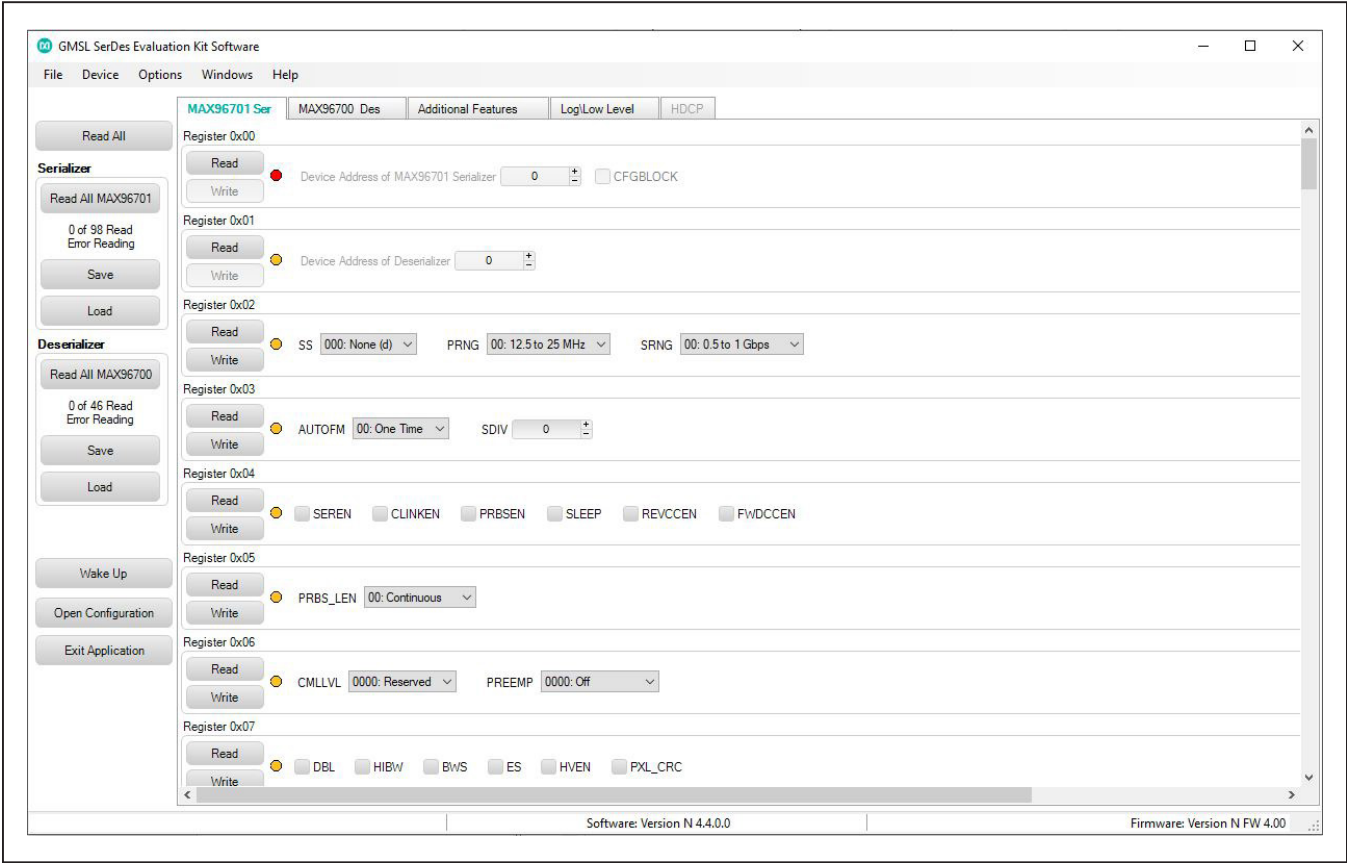 GMSL SerDes Evaluation Kit Software
File Device Options Windows Help
MAX96701 Ser MAX96700 Des Additional Features Log\Low Level HDCP
Read All
Serializer
Read All MAX96701
0 of 98 Read
Error Reading
Save
Load
Deserializer
Read All MAX96700
0 of 46 Read
Error Reading
Save
Load
Wake Up
Open Configuration
Exit Application
Register 0x00
Read
Write
Device Address of MAX96701 Serializer 0 CFGBLOCK
Register 0x01
Read
Write
Device Address of Deserializer 0
Register 0x02
Read
Write
SS 000: None (d) PRNG 00: 12.5 to 25 MHz SRNG 00: 0.5 to 1 Gbps
Register 0x03
Read
Write
AUTOFM 00: One Time SDIV 0
Register 0x04
Read
Write
SEREN CLINKEN PRBSEN SLEEP REVCCEN FWDCCEN
Register 0x05
Read
Write
PRBS_LEN 00: Continuous
Register 0x06
Read
Write
CMLLVL 0000: Reserved PREEMP 0000: Off
Register 0x07
Read
Write
DBL HIBW BWS ES HVEN PXL_CRC
Software: Version N 4.4.0.0
Firmware: Version N FW 4.00